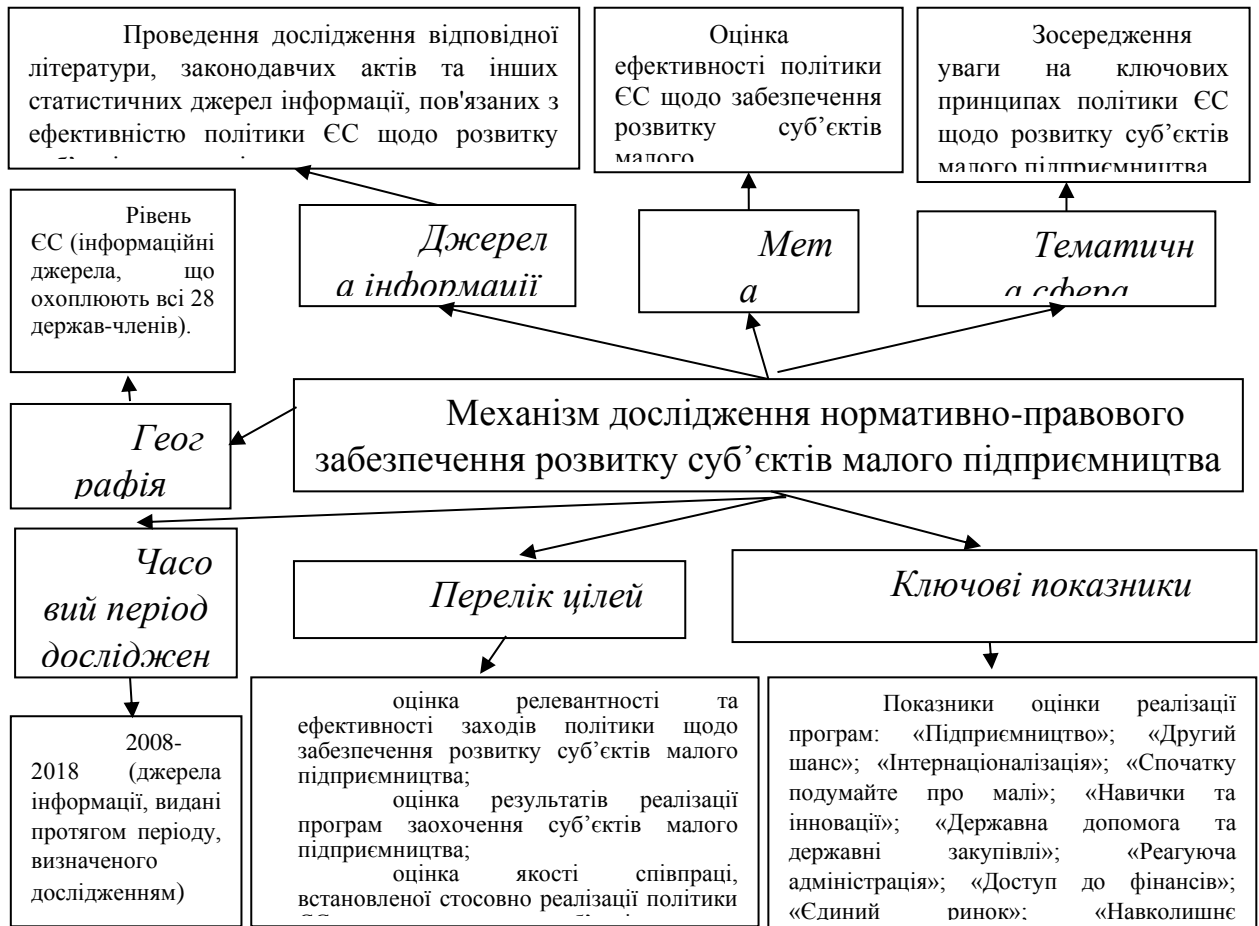 Проведення дослідження відповідної
літератури, законодавчих актів та інших
статистичних джерел інформації, пов'язаних з
ефективністю політики ЄС щодо розвитку
Оцінка
ефективності політики
ЄС щодо забезпечення
розвитку суб’єктів
малого
Зосередження
уваги на ключових
принципах політики ЄС
щодо розвитку суб’єктів
малого підприємництва
Рівень
ЄС (інформаційні
джерела, що
охоплюють всі 28
держав-членів).
Джерел
а інформації
Мет
а
Тематичн
а сфера
Механізм дослідження нормативно-правового
забезпечення розвитку суб’єктів малого підприємництва
Геог
рафія
Часо
вий період
досліджен
Перелік цілей
Ключові показники
2008-
2018 (джерела
інформації, видані
протягом періоду,
визначеного
дослідженням)
оцінка релевантності та
ефективності заходів політики щодо
забезпечення розвитку суб’єктів малого
підприємництва;
оцінка результатів реалізації
програм заохочення суб’єктів малого
підприємництва;
оцінка якості співпраці,
встановленої стосовно реалізації політики
Показники оцінки реалізації
програм: «Підприємництво»; «Другий
шанс»; «Інтернаціоналізація»; «Спочатку
подумайте про малі»; «Навички та
інновації»; «Державна допомога та
державні закупівлі»; «Реагуюча
адміністрація»; «Доступ до фінансів»;
«Єдиний ринок»; «Навколишнє